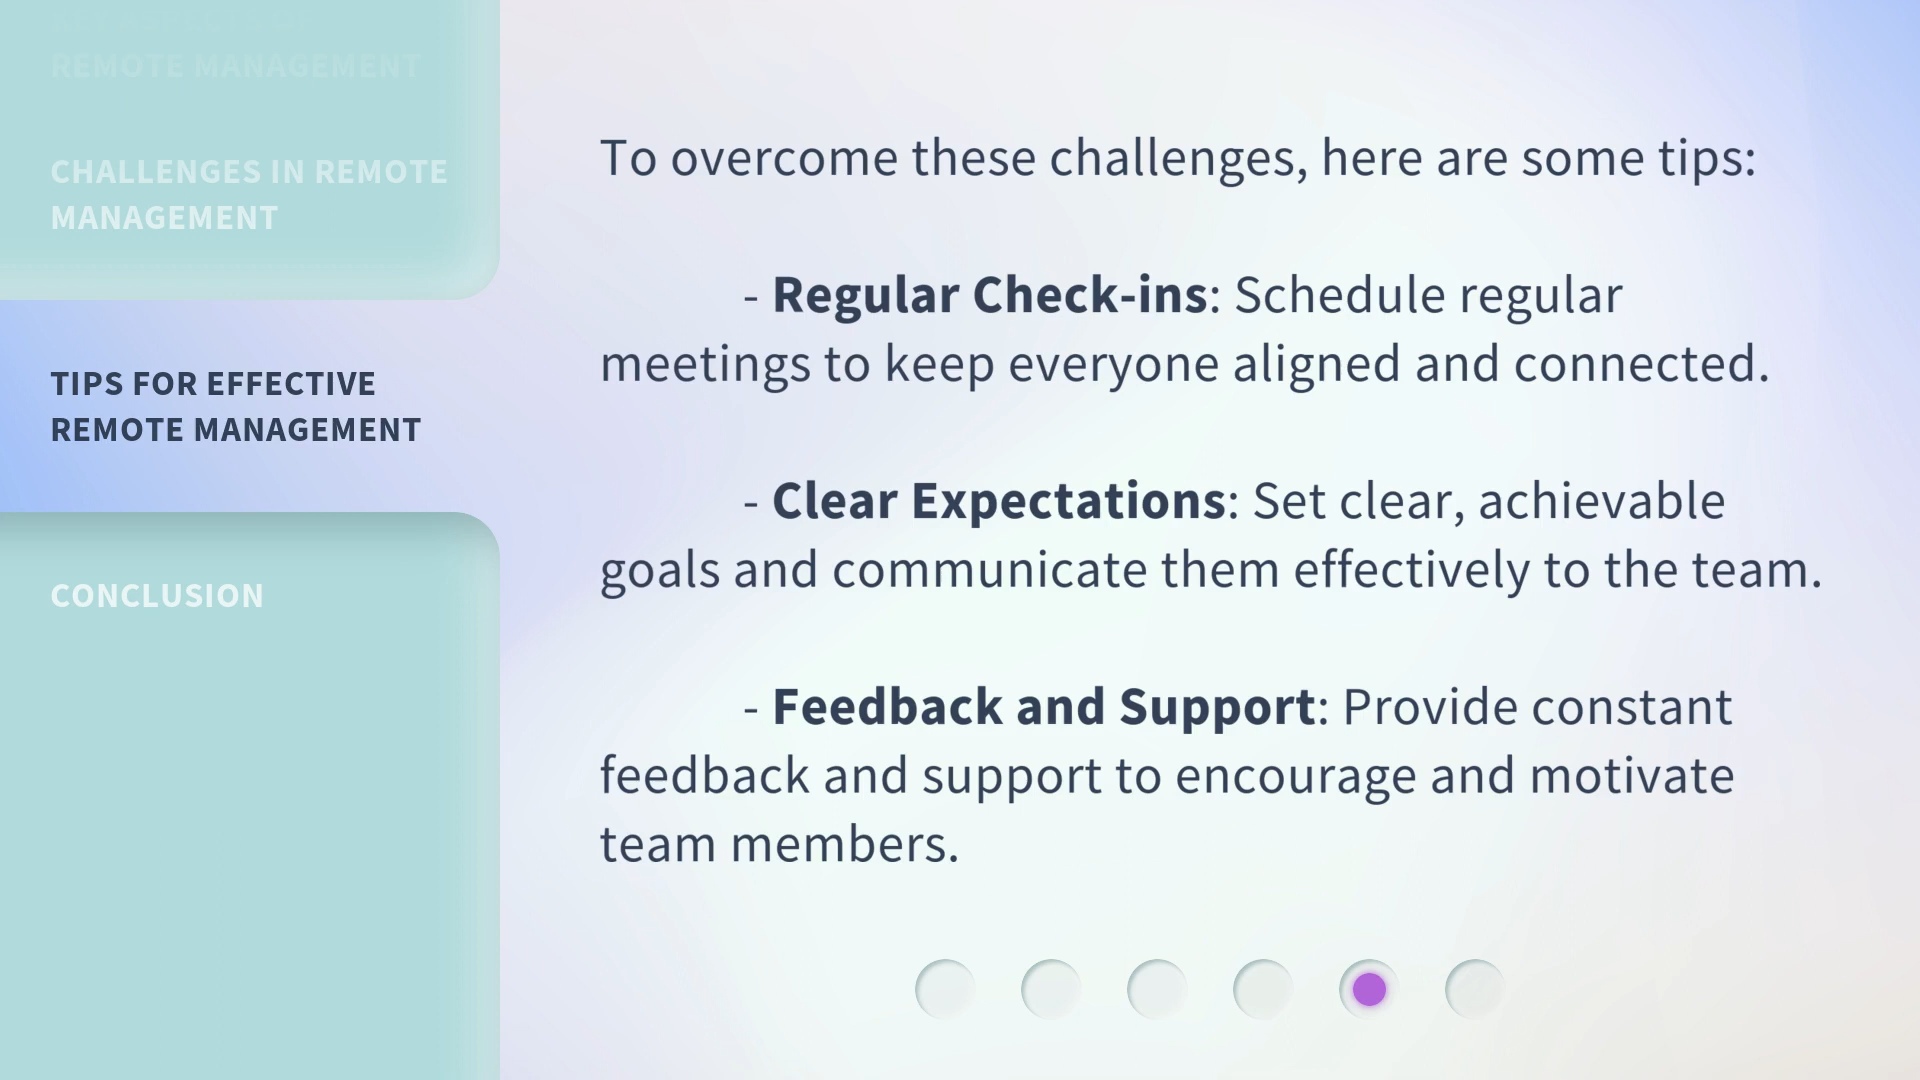 REMOTE MANAGEMENT
CHALLENGES IN REMOTE
MANAGEMENT
TIPS FOR EFFECTIVE
REMOTE MANAGEMENT
CONCLUSION
To overcome these challenges, here are some tips:
- Regular Check-ins: Schedule regular
meetings to keep everyone aligned and connected.
- Clear Expectations: Set clear, achievable
goals and communicate them effectively to the team.
- Feedback and Support: Provide constant
feedback and support to encourage and motivate
team members.